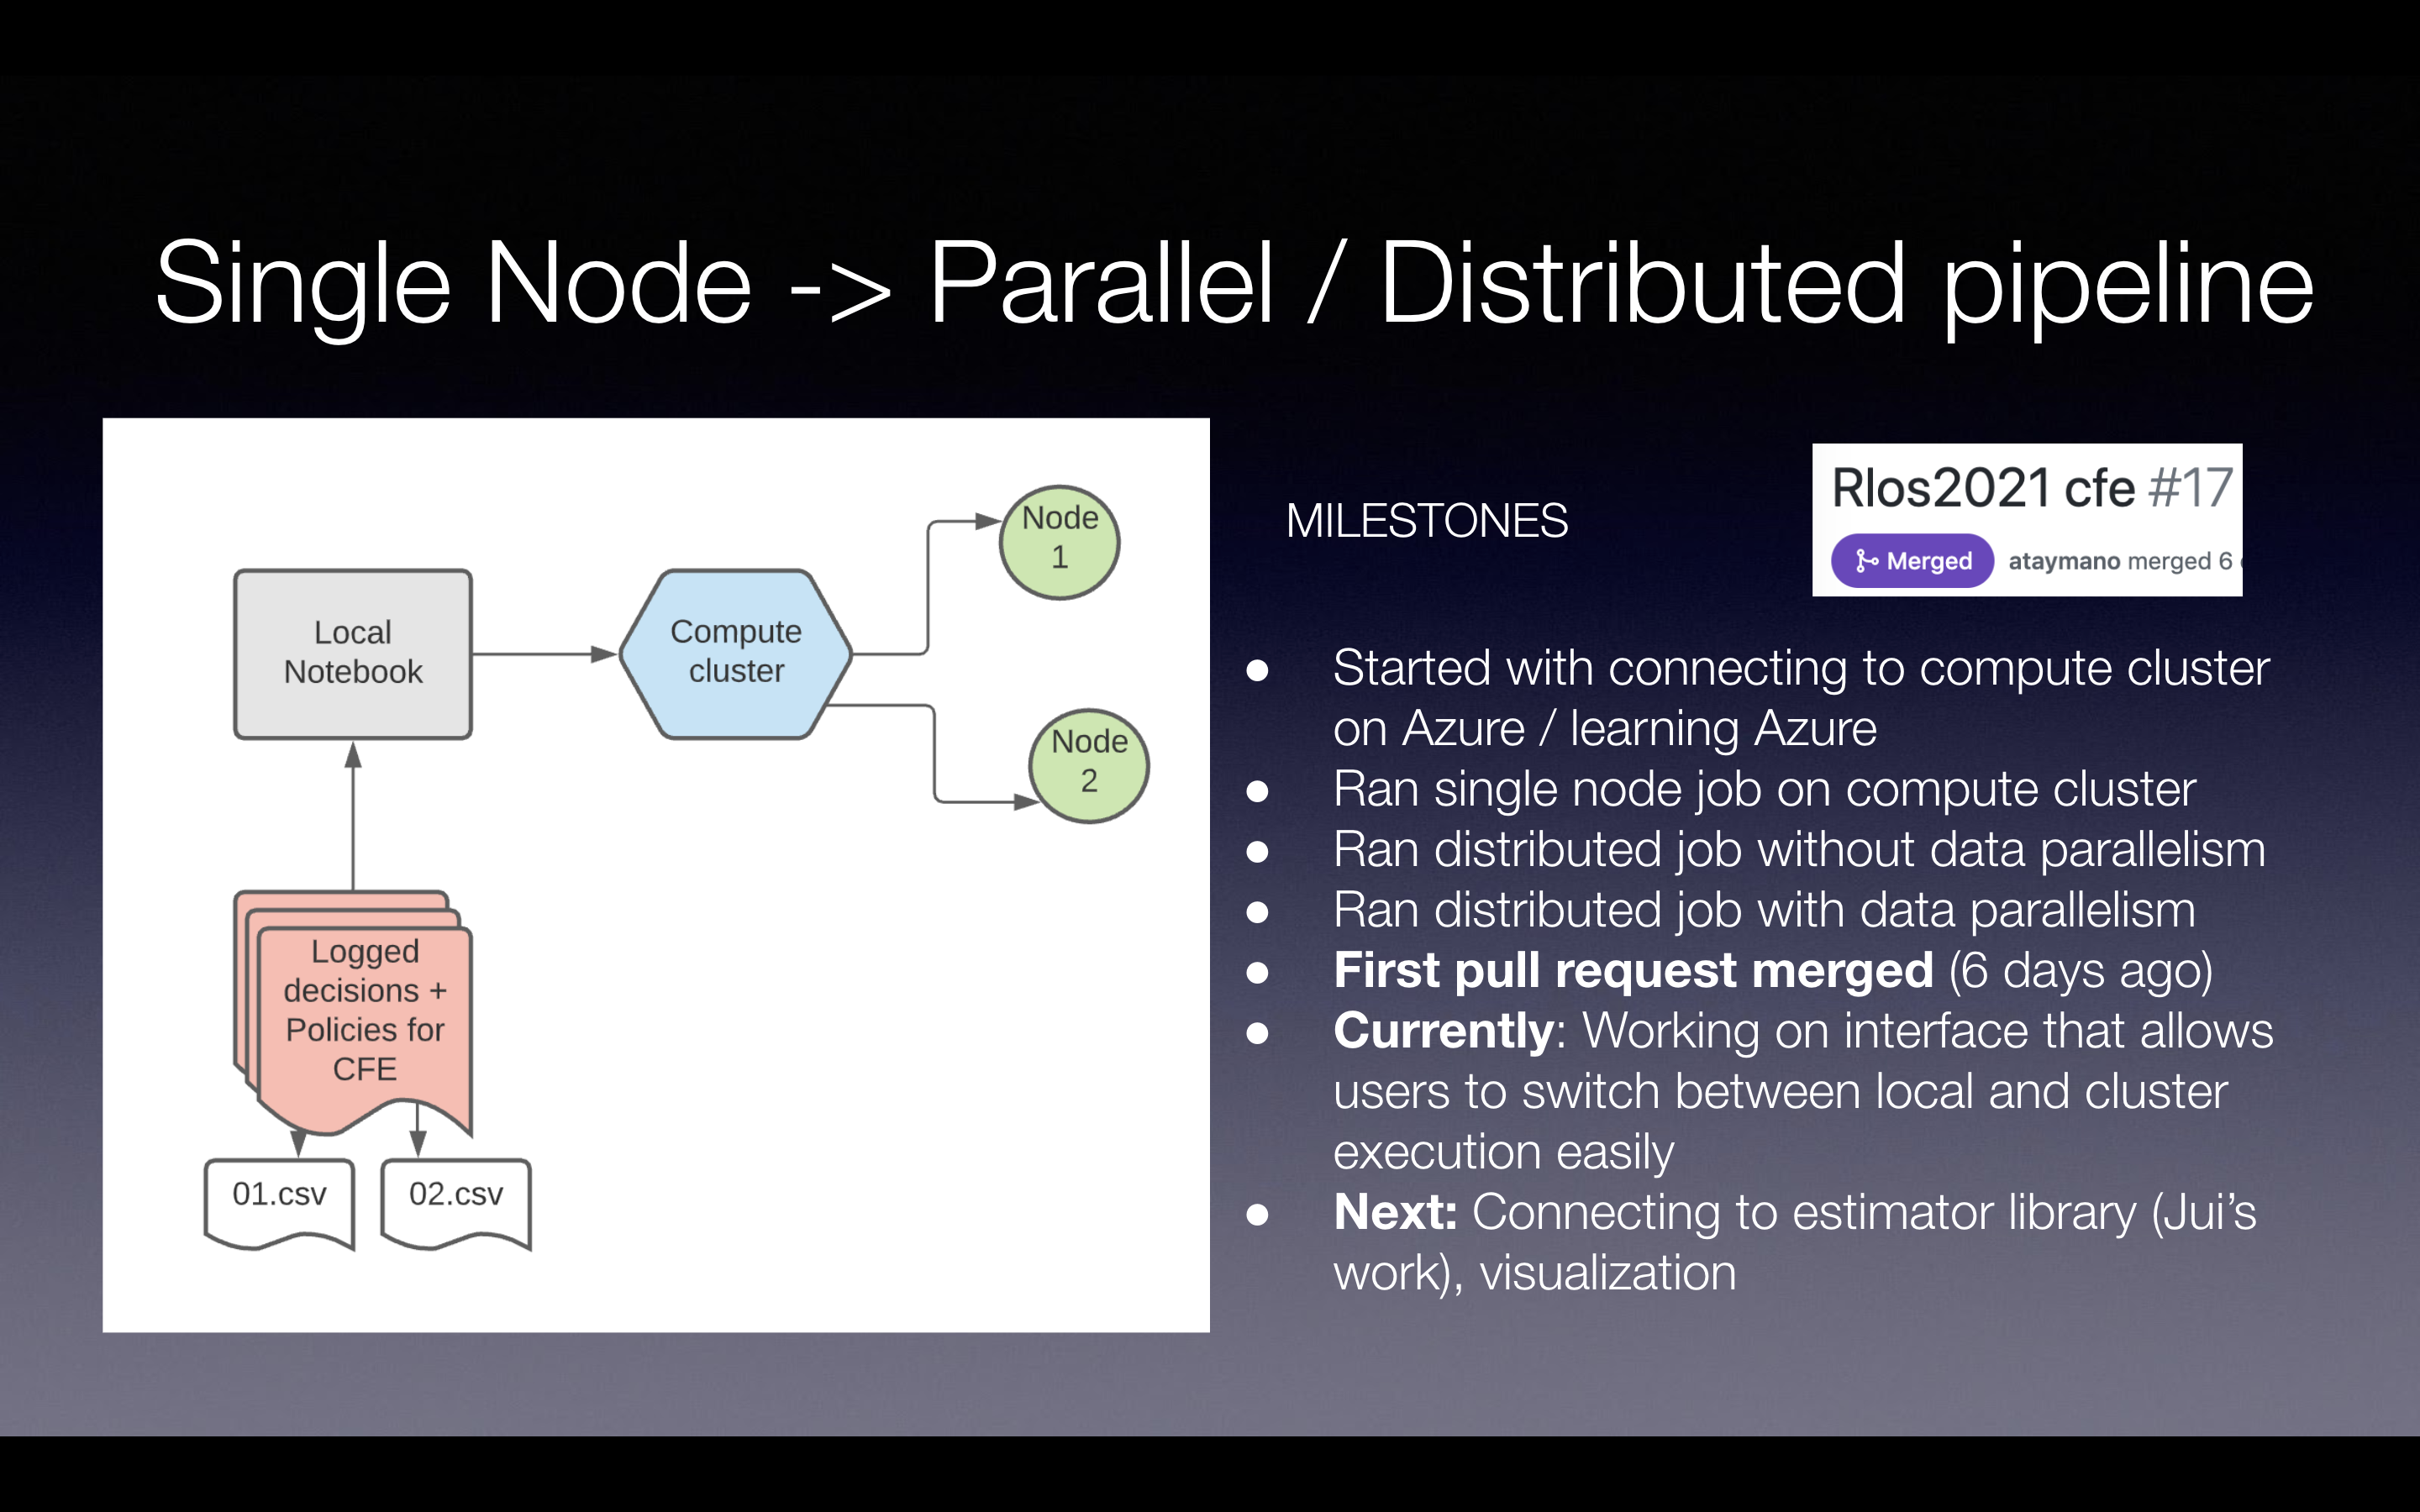 Single Node -> Parallel / Distributed pipeline
Local
Notebook
Compute
cluster
Node
1
Node
2
Logged
decisions +
Policies for
CFE
01.csv
02.csv
MILESTONES
Rlos2021 cfe #17
Merged
ataymano merged 6
● Started with connecting to compute cluster
on Azure / learning Azure
● Ran single node job on compute cluster
● Ran distributed job without data parallelism
● Ran distributed job with data parallelism
● First pull request merged (6 days ago)
● Currently: Working on interface that allows
users to switch between local and cluster
execution easily
● Next: Connecting to estimator library (Jui’s
work), visualization